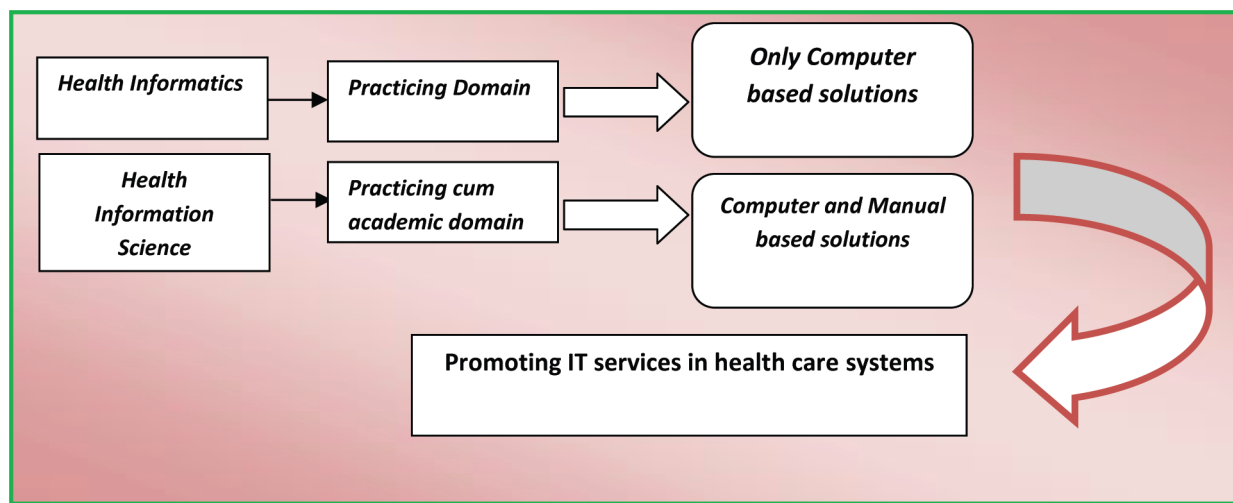 Health Informatics
Practicing Domain
Only Computer
based solutions
Health
Information
Science
Practicing cum
academic domain
Computer and Manual
based solutions
Promoting IT services in health care systems